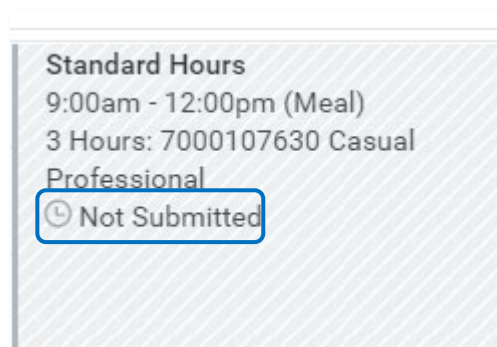 Standard Hours
9:00am - 12:00pm (Meal)
3 Hours: 7000107630 Casual
Professional
Not Submitted